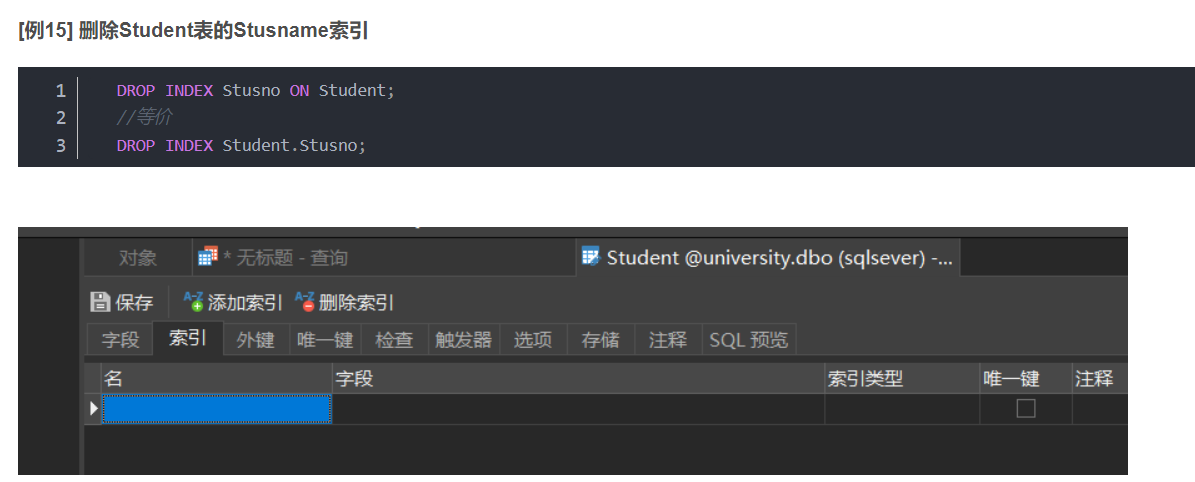 [例15] 删除Student表的Stusname索引
1 DROP INDEX Stusno ON Student;
2 //等价
3 DROP INDEX Student.Stusno;
对象 * 无标题 - 查询 Student @university.dbo (sqlsever) -...
保存 添加索引 删除索引
字段 索引 外键 唯一键 检查 触发器 选项 存储 注释 SQL 预览
名 字段 索引类型 唯一键 注释